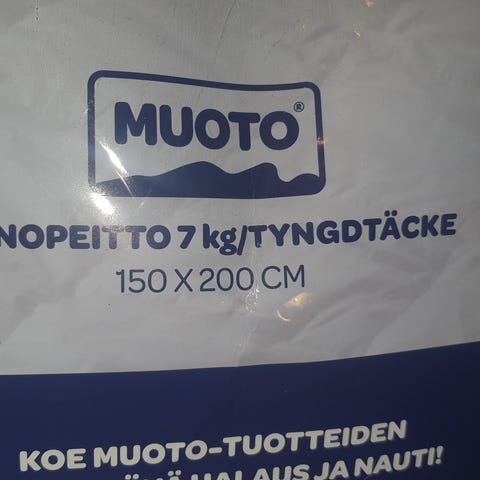 MUOTO®
NOPEITTO 7 kg/TYNGDTÄCKE
150 X 200 CM
KOE MUOTO-TUOTTEIDEN
HALAUS JA NAUTI!